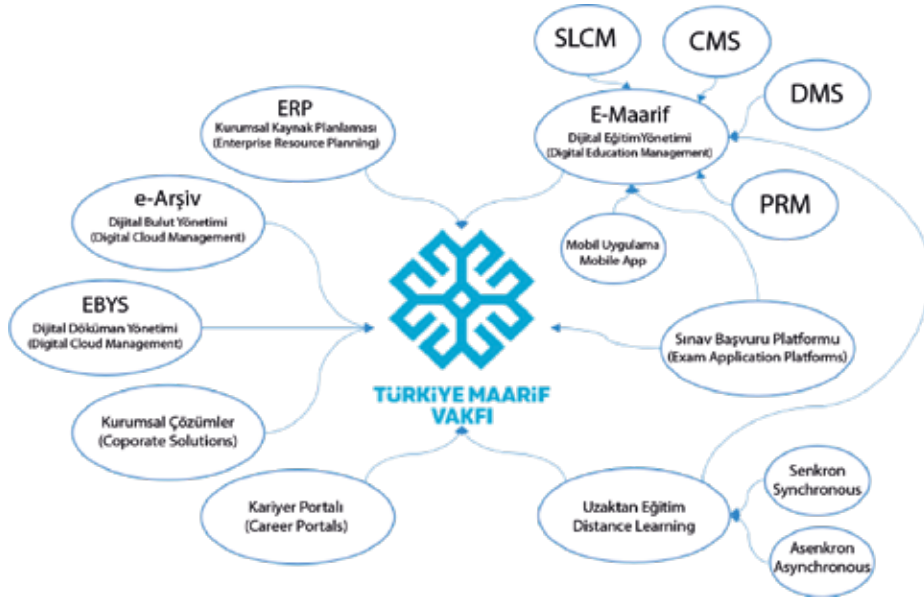 SLCM
CMS
DMS
E-Maarif
Dijital EğitimYönetimi
(Digital Education Management)
PRM
Mobil Uygulama
Mobile App
ERP
Kurumsal Kaynak Planlaması
(Enterprise Resource Planning)
e-Arşiv
Dijital Bulut Yönetimi
(Digital Cloud Management)
EBYS
Dijital Döküman Yönetimi
(Digital Cloud Management)
TÜRKİYE MAARİF
VAKFI
Sınav Başvuru Platformu
(Exam Application Platforms)
Kurumsal Çözümler
(Coporate Solutions)
Kariyer Portalı
(Career Portals)
Uzaktan Eğitim
Distance Learning
Senkron
Synchronous
Asenkron
Asynchronous